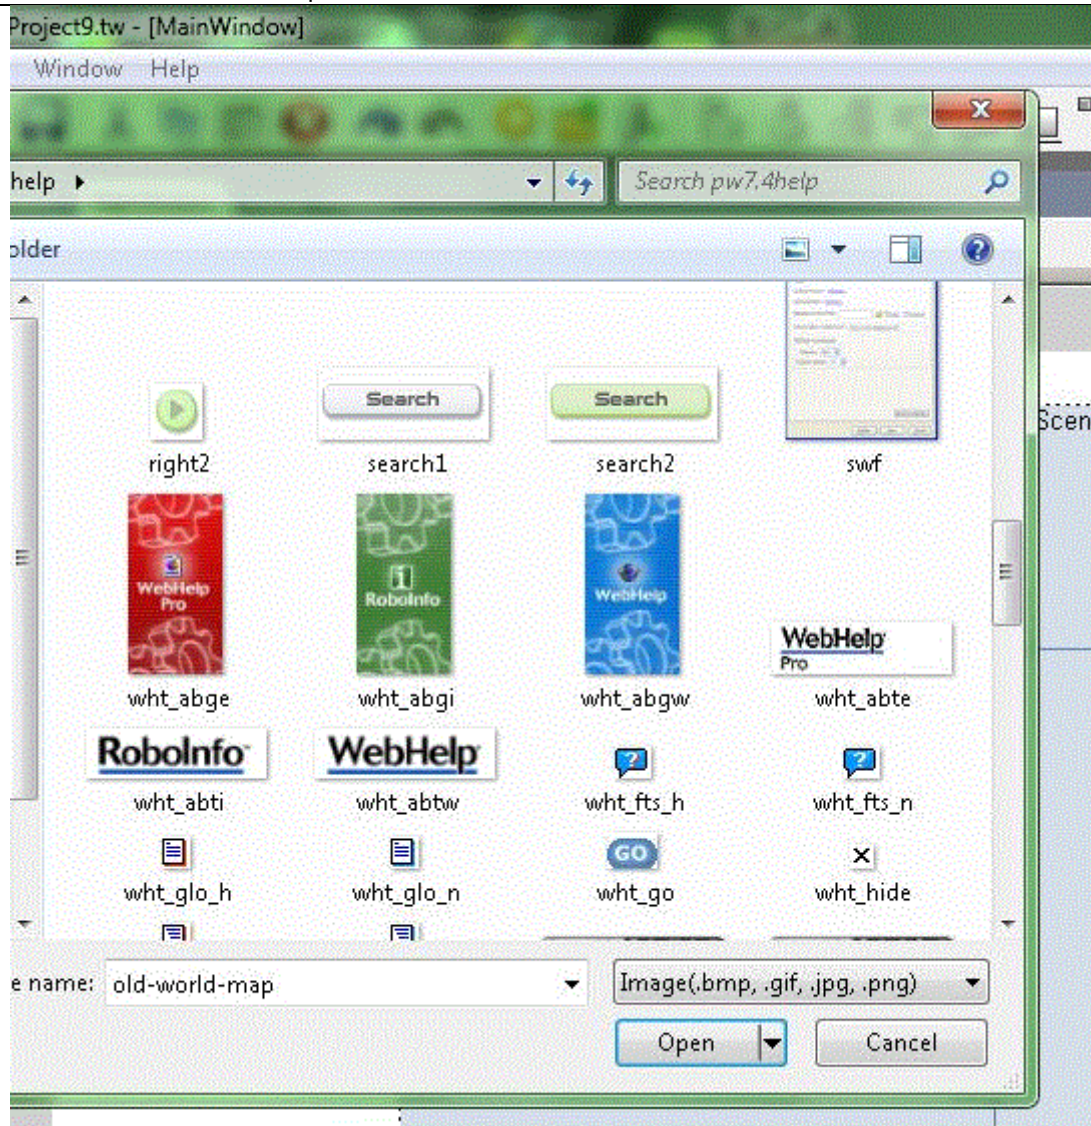 Project9.tw - [MainWindow]
Window Help
help
Search pw7.4help
older
Scen
Search
Search
right2 search1 search2 swf
WebHelp
Pro
RoboInfo
WebHelp
WebHelp
Pro
wht_abge wht_abgi wht_abgw wht_abte
RoboInfo
WebHelp
wht_abti wht_abtw wht_fts_h wht_fts_n
GO
wht_glo_h wht_glo_n wht_go wht_hide
e name: old-world-map Image(.bmp, .gif, .jpg, .png)
Open Cancel